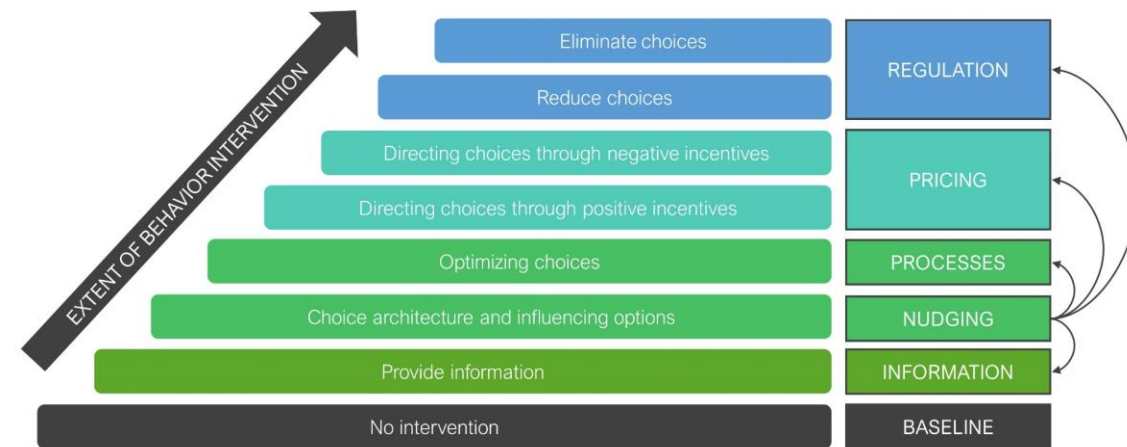 EXTENT OF BEHAVIOR INTERVENTION
Eliminate choices
Reduce choices
REGULATION
Directing choices through negative incentives
Directing choices through positive incentives
PRICING
Optimizing choices
PROCESSES
Choice architecture and influencing options
NUDGING
Provide information
INFORMATION
No intervention
BASELINE